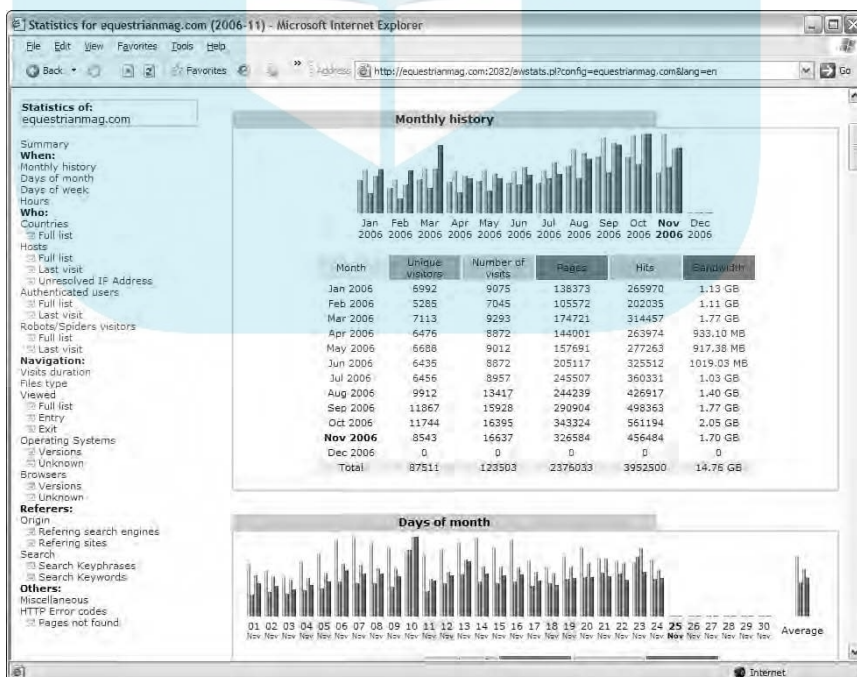 Statistics for equestrianmag.com (2006-11) - Microsoft Internet Explorer
File Edit View Favorites Tools Help
Back Favorites » Address http://equestrianmag.com:2082/awstats.pl?config=equestrianmag.com&lang=en Go
Statistics of:
equestrianmag.com
Summary
When:
Monthly history
Days of month
Days of week
Hours
Who:
Countries
Full list
Hosts
Full list
Last visit
Unresolved IP Address
Authenticated users
Full list
Last visit
Robots/Spiders visitors
Full list
Last visit
Navigation:
Visits duration
Files type
Viewed
Full list
Entry
Exit
Operating Systems
Versions
Unknown
Browsers
Versions
Unknown
Referers:
Origin
Refering search engines
Refering sites
Search
Search Keyphrases
Search Keywords
Others:
Miscellaneous
HTTP Error codes
Pages not found
Monthly history
Jan Feb Mar Apr May Jun Jul Aug Sep Oct Nov Dec
2006 2006 2006 2006 2006 2006 2006 2006 2006 2006 2006 2006
Month Unique visitors Number of visits Pages Hits Bandwidth
Jan 2006 6992 9075 138373 265970 1.13 GB
Feb 2006 5285 7045 105572 202035 1.11 GB
Mar 2006 7113 9293 174721 314457 1.77 GB
Apr 2006 6476 8872 144001 263974 933.10 MB
May 2006 6688 9012 157691 277263 917.38 MB
Jun 2006 6435 8872 205117 325512 1019.03 MB
Jul 2006 6456 8957 245507 360331 1.03 GB
Aug 2006 9912 13417 244239 426917 1.40 GB
Sep 2006 11867 15928 290904 498363 1.77 GB
Oct 2006 11744 16395 343324 561194 2.05 GB
Nov 2006 8543 16637 326584 456484 1.70 GB
Dec 2006 0 0 0 0 0
Total 87511 123503 2376033 3952500 14.76 GB
Days of month
01 02 03 04 05 06 07 08 09 10 11 12 13 14 15 16 17 18 19 20 21 22 23 24 25 26 27 28 29 30
Nov Nov Nov Nov Nov Nov Nov Nov Nov Nov Nov Nov Nov Nov Nov Nov Nov Nov Nov Nov Nov Nov Nov Nov Nov Nov Nov Nov Nov Nov
Average
Internet